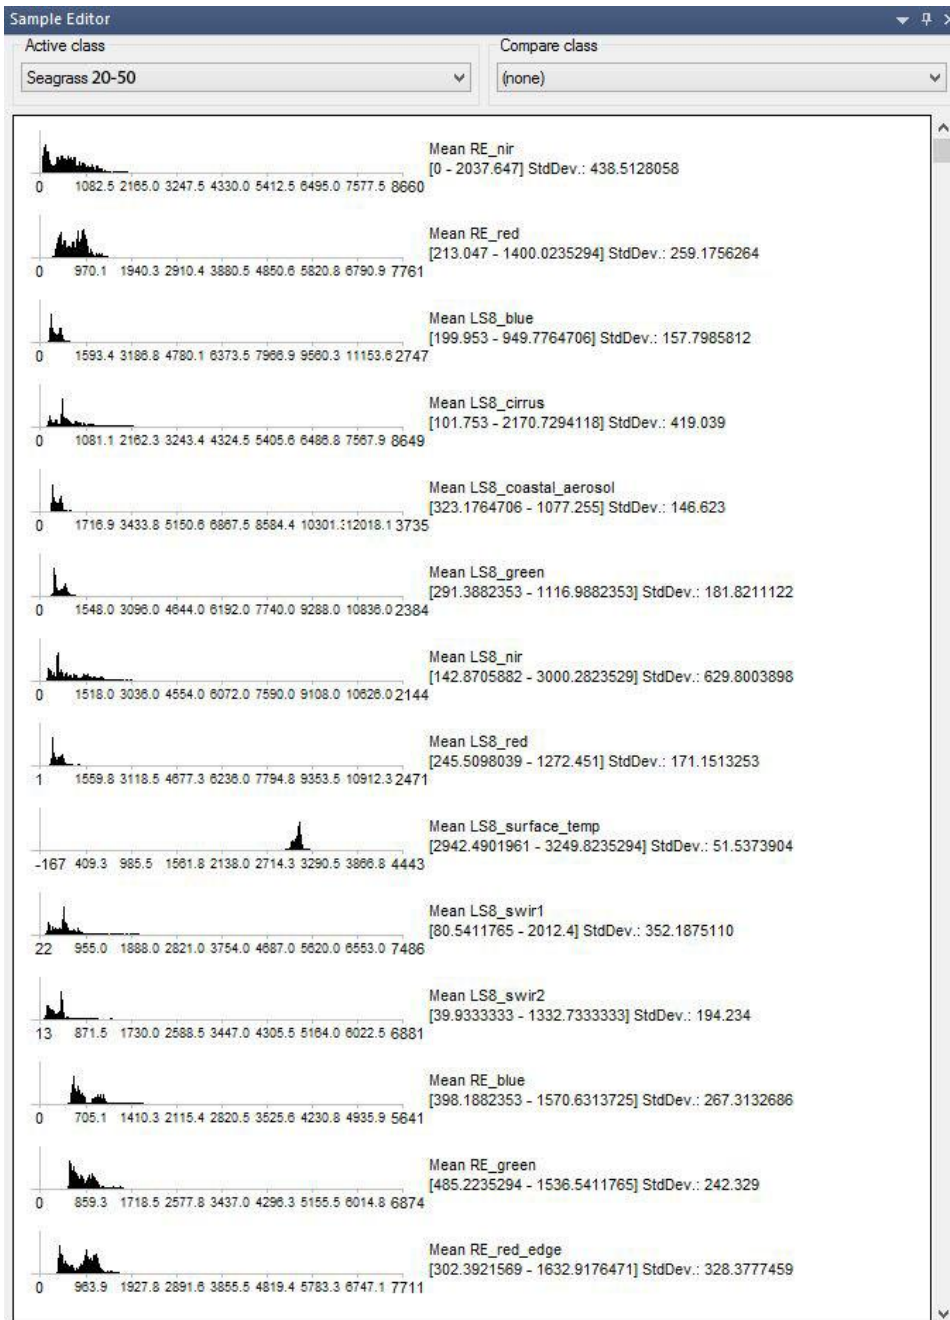 Sample Editor
Active class
Compare class
Seagrass 20-50
(none)
Mean RE_nir
[0 - 2037.647] StdDev.: 438.5128058
0 1082.5 2165.0 3247.5 4330.0 5412.5 6495.0 7577.5 8660
Mean RE_red
[213.047 - 1400.0235294] StdDev.: 259.1756264
0 970.1 1940.3 2910.4 3880.5 4850.6 5820.8 6790.9 7761
Mean LS8_blue
[199.953 - 949.7764706] StdDev.: 157.7985812
0 1593.4 3186.8 4780.1 6373.5 7966.9 9560.3 11153.6 2747
Mean LS8_cirrus
[101.753 - 2170.7294118] StdDev.: 419.039
0 1081.1 2162.3 3243.4 4324.5 5405.6 6486.8 7567.9 8649
Mean LS8_coastal_aerosol
[323.1764706 - 1077.255] StdDev.: 146.623
0 1716.9 3433.8 5150.6 6867.5 8584.4 10301.: 12018.1 3735
Mean LS8_green
[291.3882353 - 1116.9882353] StdDev.: 181.8211122
0 1548.0 3096.0 4644.0 6192.0 7740.0 9288.0 10836.0 2384
Mean LS8_nir
[142.8705882 - 3000.2823529] StdDev.: 629.8003898
0 1518.0 3036.0 4554.0 6072.0 7590.0 9108.0 10626.0 2144
Mean LS8_red
[245.5098039 - 1272.451] StdDev.: 171.1513253
1 1559.8 3118.5 4677.3 6236.0 7794.8 9353.5 10912.3 2471
Mean LS8_surface_temp
[2942.4901961 - 3249.8235294] StdDev.: 51.5373904
-167 409.3 985.5 1561.8 2138.0 2714.3 3290.5 3866.8 4443
Mean LS8_swir1
[80.5411765 - 2012.4] StdDev.: 352.1875110
22 955.0 1888.0 2821.0 3754.0 4687.0 5620.0 6553.0 7486
Mean LS8_swir2
[39.9333333 - 1332.7333333] StdDev.: 194.234
13 871.5 1730.0 2588.5 3447.0 4305.5 5164.0 6022.5 6881
Mean RE_blue
[398.1882353 - 1570.6313725] StdDev.: 267.3132686
0 705.1 1410.3 2115.4 2820.5 3525.6 4230.8 4935.9 5641
Mean RE_green
[485.2235294 - 1536.5411765] StdDev.: 242.329
0 859.3 1718.5 2577.8 3437.0 4296.3 5155.5 6014.8 6874
Mean RE_red_edge
[302.3921569 - 1632.9176471] StdDev.: 328.3777459
0 963.9 1927.8 2891.6 3855.5 4819.4 5783.3 6747.1 7711